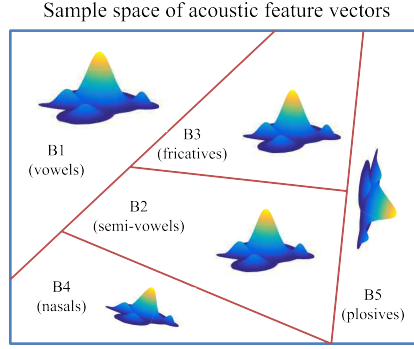 Sample space of acoustic feature vectors
B1
(vowels)
B3
(fricatives)
B2
(semi-vowels)
B4
(nasals)
B5
(plosives)